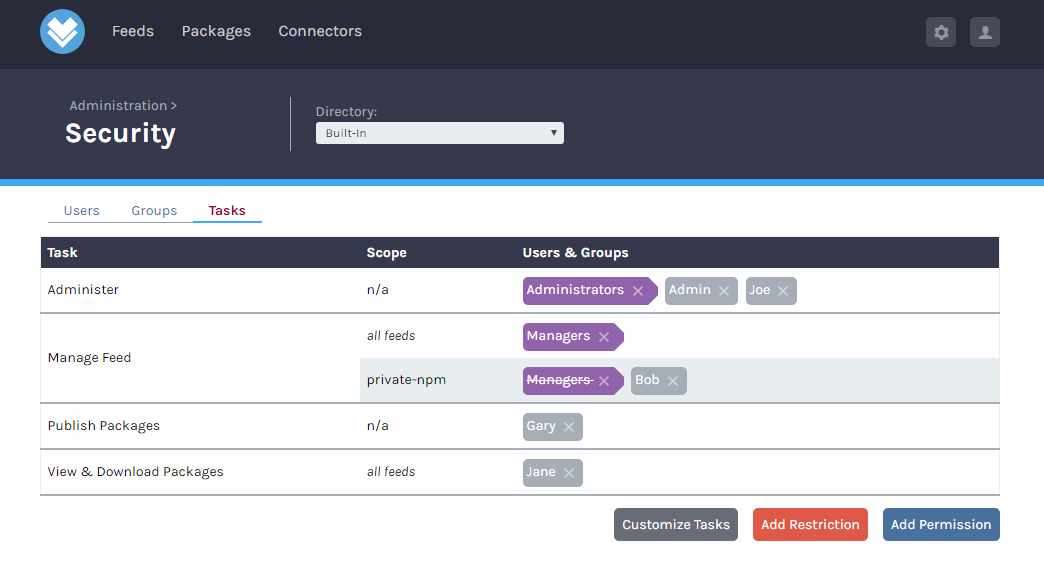 Feeds Packages Connectors
Administration >
Security
Directory:
Built-In
Users Groups Tasks
Task Scope Users & Groups
Administer n/a Administrators × Admin × Joe ×
all feeds Managers ×
Manage Feed
private-npm Managers × Bob ×
Publish Packages n/a Gary ×
View & Download Packages all feeds Jane ×
Customize Tasks Add Restriction Add Permission